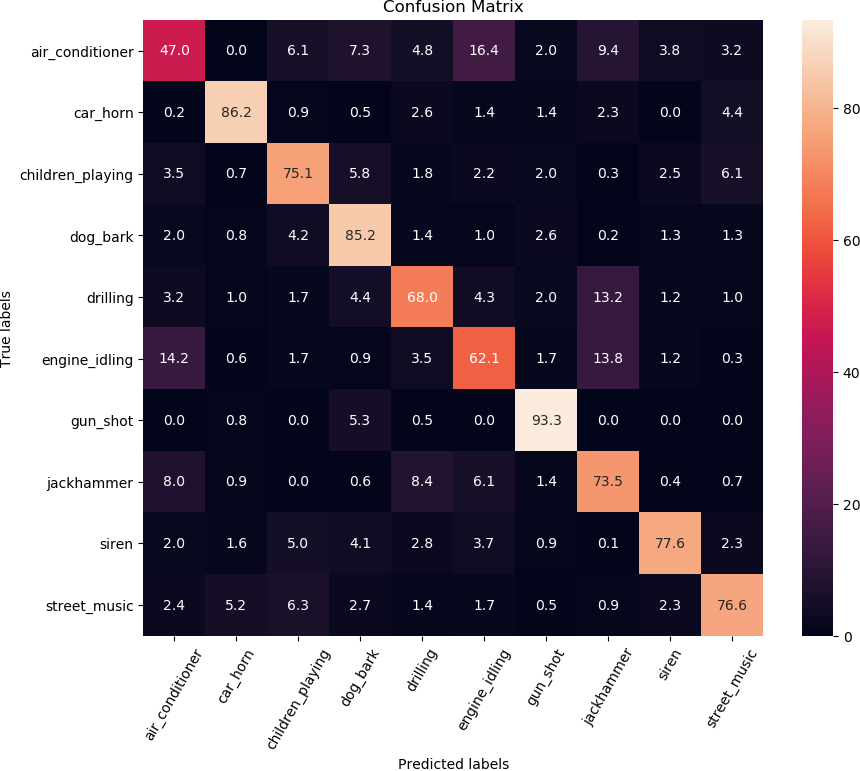 Confusion Matrix
air_conditioner 47.0 0.0 6.1 7.3 4.8 16.4 2.0 9.4 3.8 3.2
car_horn 0.2 86.2 0.9 0.5 2.6 1.4 1.4 2.3 0.0 4.4
children_playing 3.5 0.7 75.1 5.8 1.8 2.2 2.0 0.3 2.5 6.1
dog_bark 2.0 0.8 4.2 85.2 1.4 1.0 2.6 0.2 1.3 1.3
drilling 3.2 1.0 1.7 4.4 68.0 4.3 2.0 13.2 1.2 1.0
engine_idling 14.2 0.6 1.7 0.9 3.5 62.1 1.7 13.8 1.2 0.3
gun_shot 0.0 0.8 0.0 5.3 0.5 0.0 93.3 0.0 0.0 0.0
jackhammer 8.0 0.9 0.0 0.6 8.4 6.1 1.4 73.5 0.4 0.7
siren 2.0 1.6 5.0 4.1 2.8 3.7 0.9 0.1 77.6 2.3
street_music 2.4 5.2 6.3 2.7 1.4 1.7 0.5 0.9 2.3 76.6
True labels
air_conditioner car_horn children_playing dog_bark drilling engine_idling gun_shot jackhammer siren street_music
Predicted labels
80
60
40
20
0